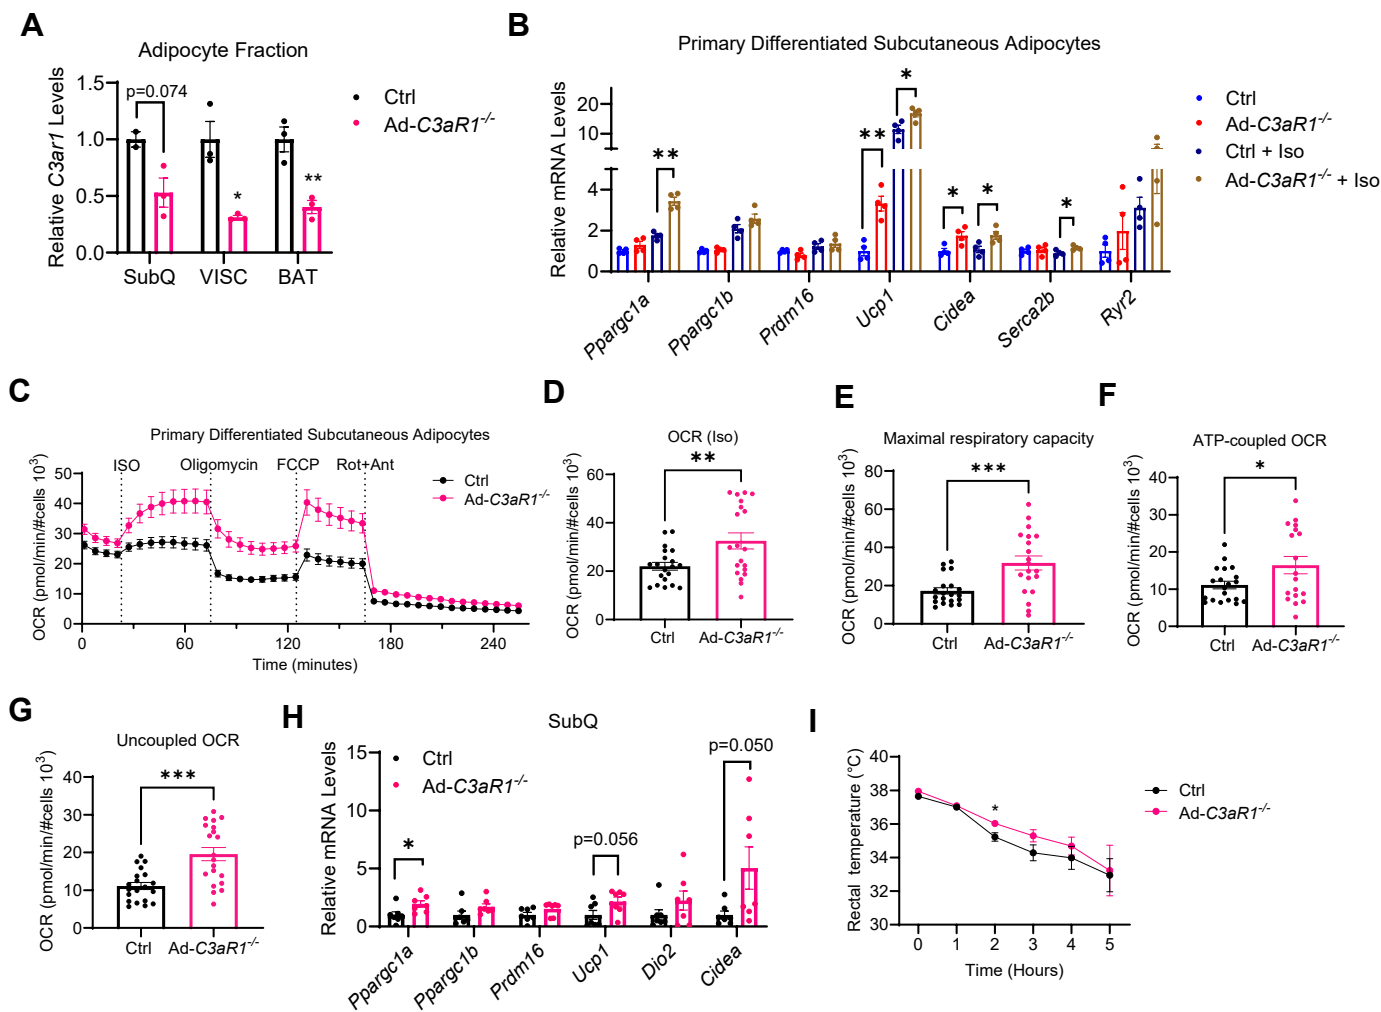 A
Adipocyte Fraction
Relative C3ar1 Levels
1.5
1.0
0.5
0.0
p=0.074
*
**
SubQ VISC BAT
Ctrl
Ad-C3aR1-/-
B
Primary Differentiated Subcutaneous Adipocytes
Relative mRNA Levels
20
10
4
2
0
**
**
*
*
*
*
Ppargc1a Ppargc1b Prdm16 Ucp1 Cidea Serca2b Ryr2
Ctrl
Ad-C3aR1-/-
Ctrl + Iso
Ad-C3aR1-/- + Iso
C
Primary Differentiated Subcutaneous Adipocytes
ISO Oligomycin FCCP Rot+Ant
OCR (pmol/min/#cells 10³)
50
40
30
20
10
0
0 60 120 180 240
Time (minutes)
Ctrl
Ad-C3aR1-/-
D
OCR (Iso)
**
OCR (pmol/min/#cells 10³)
60
40
20
0
Ctrl Ad-C3aR1-/-
E
Maximal respiratory capacity
***
OCR (pmol/min/#cells 10³)
80
60
40
20
0
Ctrl Ad-C3aR1-/-
F
ATP-coupled OCR
*
OCR (pmol/min/#cells 10³)
40
30
20
10
0
Ctrl Ad-C3aR1-/-
G
Uncoupled OCR
***
OCR (pmol/min/#cells 10³)
40
30
20
10
0
Ctrl Ad-C3aR1-/-
H
SubQ
Relative mRNA Levels
15
10
5
0
Ctrl
Ad-C3aR1-/-
*
p=0.056
p=0.050
Ppargc1a Ppargc1b Prdm16 Ucp1 Dio2 Cidea
I
Rectal temperature (°C)
40
38
36
34
32
30
*
0 1 2 3 4 5
Time (Hours)
Ctrl
Ad-C3aR1-/-